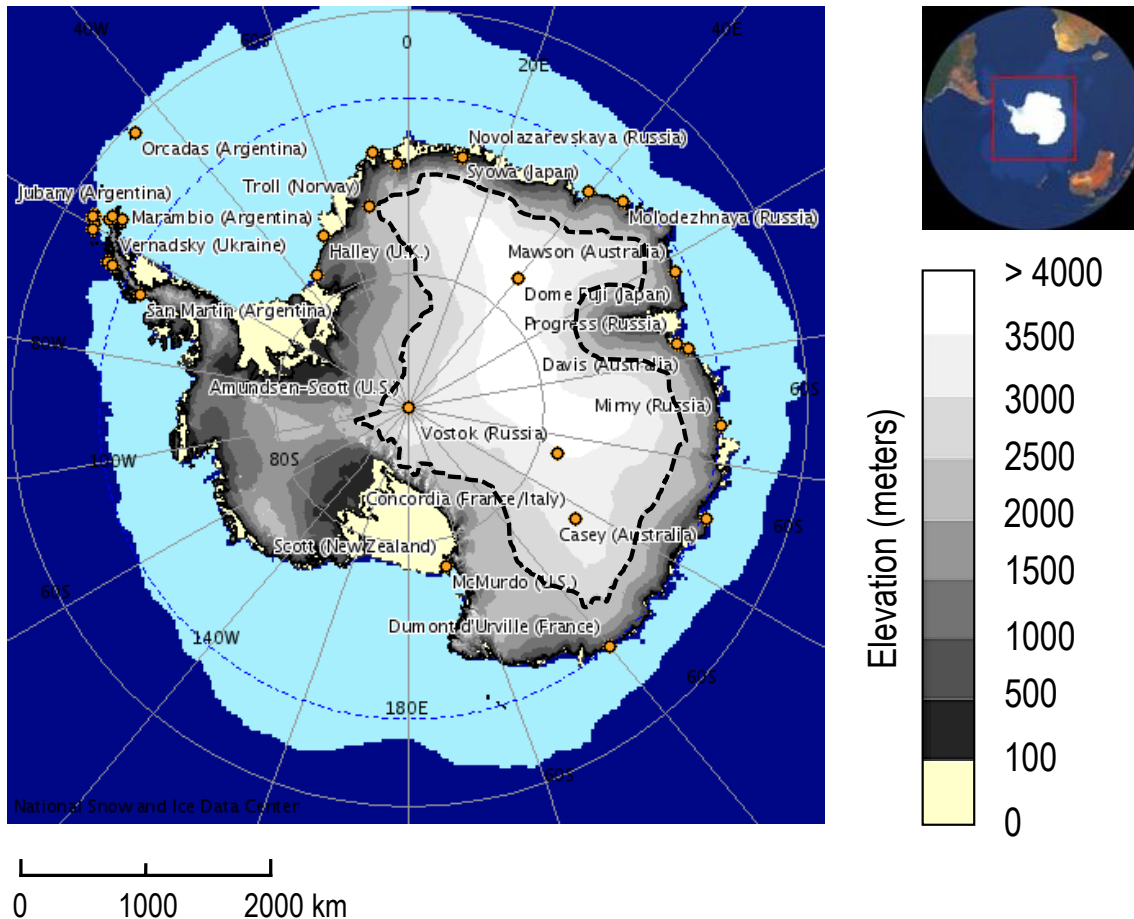 40W
60S
0
20E
40E
Orcadas (Argentina)
Novolazarevskaya (Russia)
Syowa (Japan)
Troll (Norway)
Jubany (Argentina)
Marambio (Argentina)
Molodezhnaya (Russia)
Vernadsky (Ukraine)
Halley (U.K.)
Mawson (Australia)
Dome Fuji (Japan)
San Martin (Argentina)
Progress (Russia)
80W
Davis (Australia)
Amundsen-Scott (U.S.)
60S
Mirny (Russia)
Vostok (Russia)
100W
80S
Concordia (France/Italy)
60S
Casey (Australia)
Scott (New Zealand)
McMurdo (U.S.)
60S
Dumont d'Urville (France)
140W
60S
180E
60S
National Snow and Ice Data Center
0
1000
2000 km
Elevation (meters)
> 4000
3500
3000
2500
2000
1500
1000
500
100
0